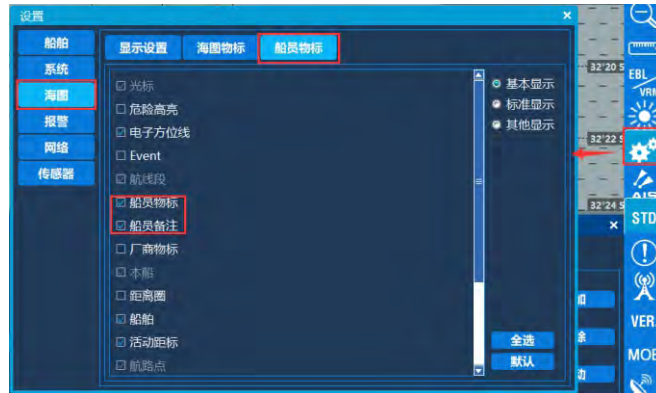 设置
船舶
系统
海图
报警
网络
传感器
显示设置
海图物标
船员物标
光标
危险高亮
电子方位线
Event
航线段
船员物标
船员备注
厂商物标
本船
距离圈
船舶
活动距标
航路点
基本显示
标准显示
其他显示
全选
默认
32°20
32°22
32°24
EBL
VRM
AIS
STD
VER.
MOB